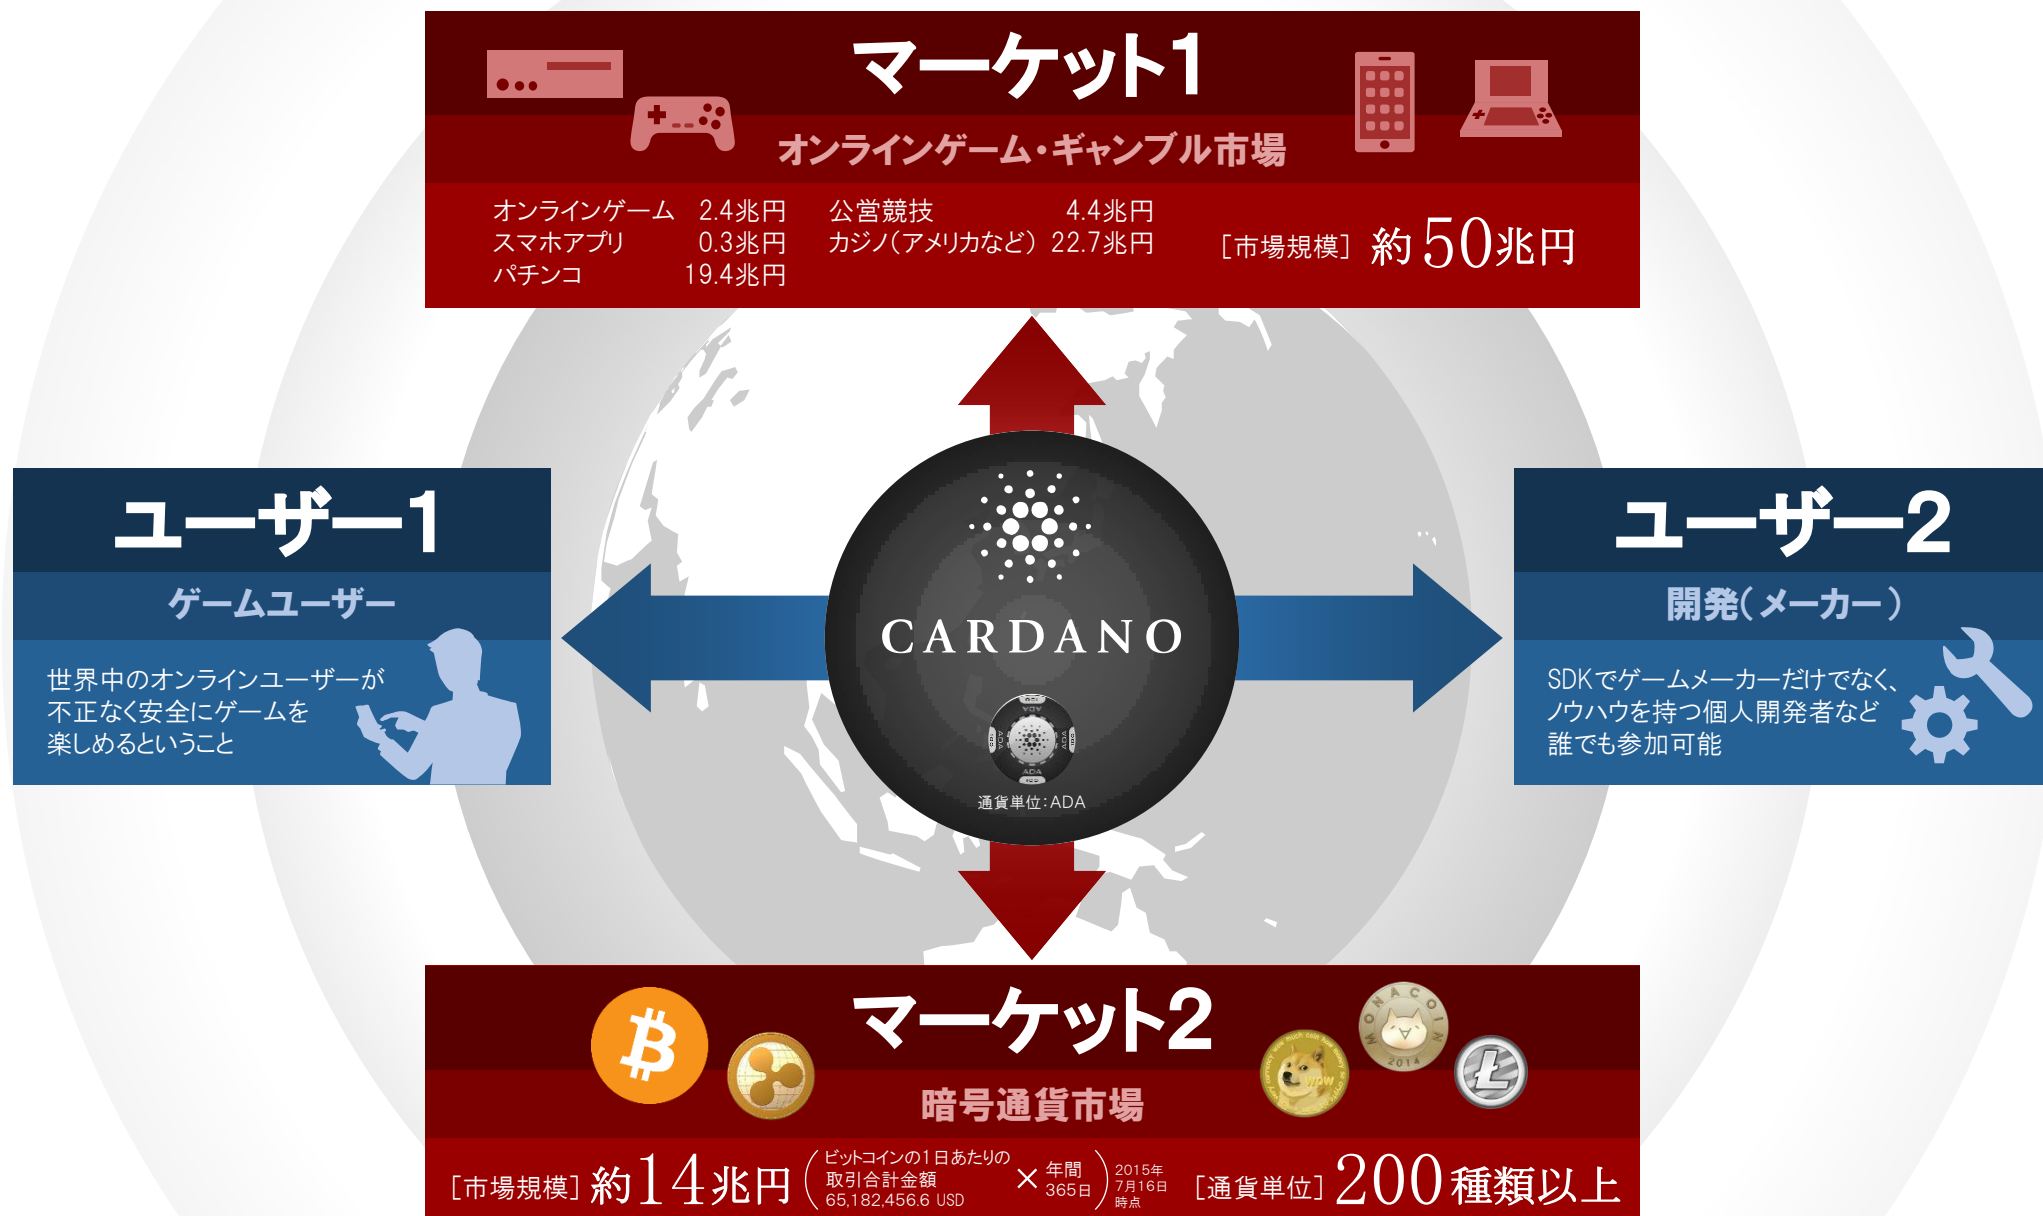 マーケット1
オンラインゲーム・ギャンブル市場
オンラインゲーム 2.4兆円
スマホアプリ 0.3兆円
パチンコ 19.4兆円
公営競技 4.4兆円
カジノ(アメリカなど) 22.7兆円
[市場規模] 約50兆円
ユーザー1
ゲームユーザー
世界中のオンラインユーザーが
不正なく安全にゲームを
楽しめるということ
CARDANO
ADA
ADA
ADA
ADA
通貨単位:ADA
ユーザー2
開発(メーカー)
SDKでゲームメーカーだけでなく、
ノウハウを持つ個人開発者など
誰でも参加可能
マーケット2
MONACOIN
2014
wow
暗号通貨市場
[市場規模] 約14兆円
(ビットコインの1日あたりの
取引合計金額
65,182,456.6 USD
× 年間
365日)
2015年
7月16日
時点
[通貨単位] 200種類以上